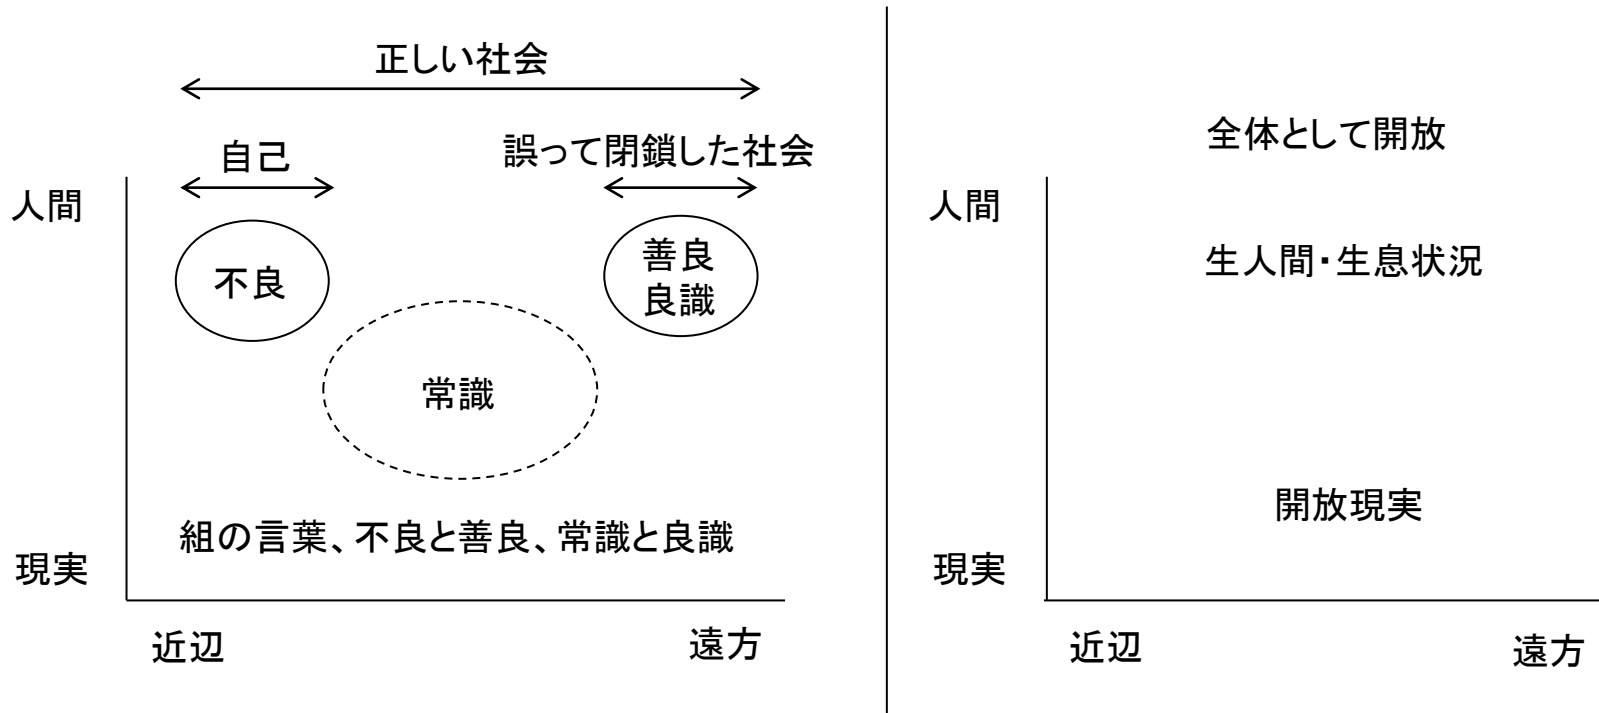 正しい社会
自己
誤って閉鎖した社会
人間
不良
善良
良識
常識
組の言葉、不良と善良、常識と良識
現実
近辺
遠方
全体として開放
人間
生人間・生息状況
開放現実
現実
近辺
遠方